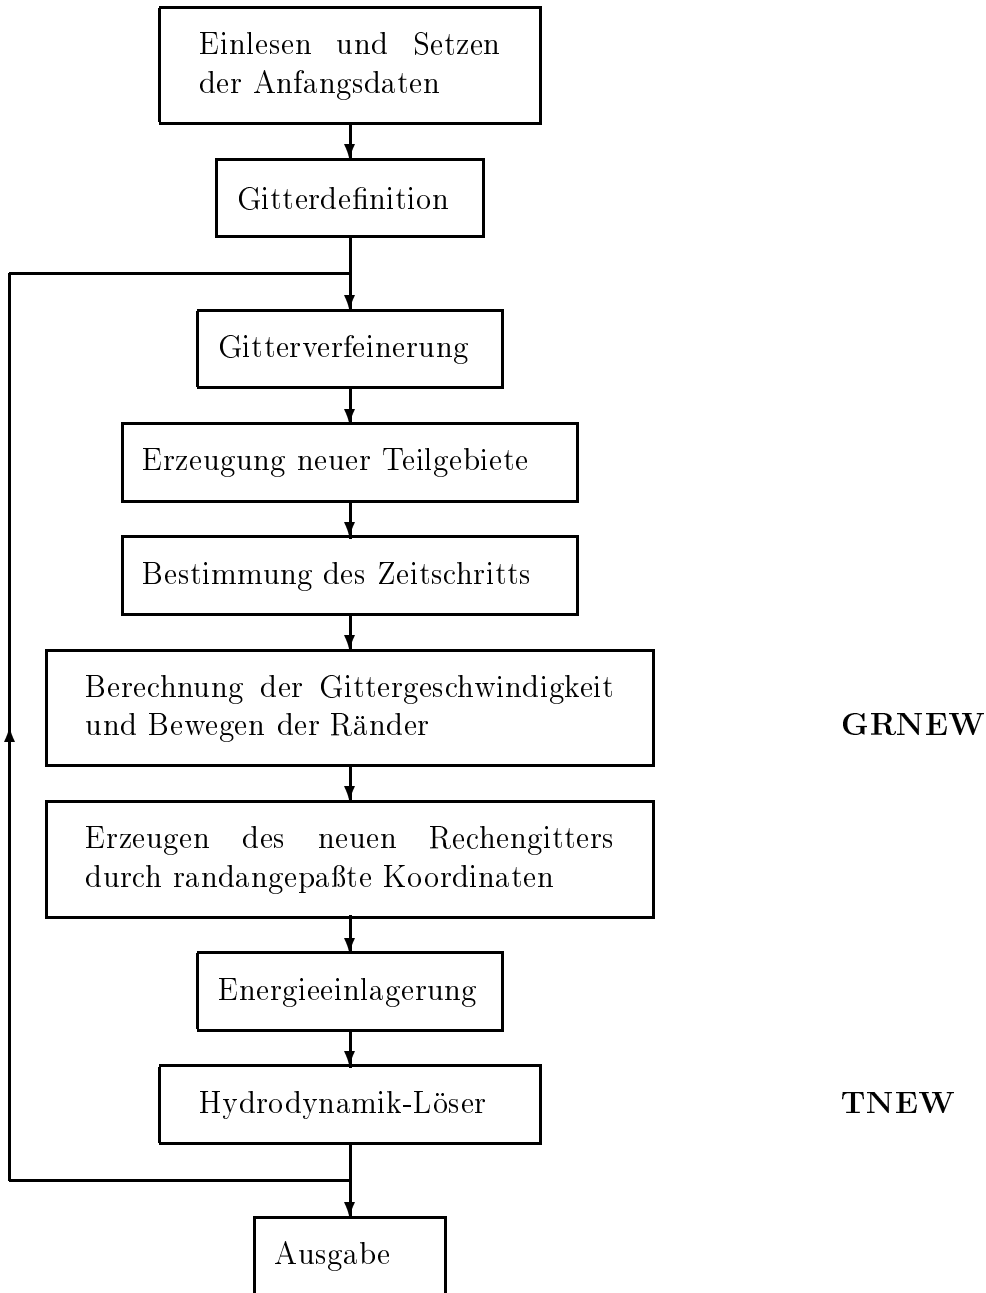 Einlesen und Setzen
der Anfangsdaten
Gitterdefinition
Gitterverfeinerung
Erzeugung neuer Teilgebiete
Bestimmung des Zeitschritts
Berechnung der Gittergeschwindigkeit
und Bewegen der Ränder
GRNEW
Erzeugen des neuen Rechengitters
durch randangepaßte Koordinaten
Energieeinlagerung
Hydrodynamik-Löser
TNEW
Ausgabe